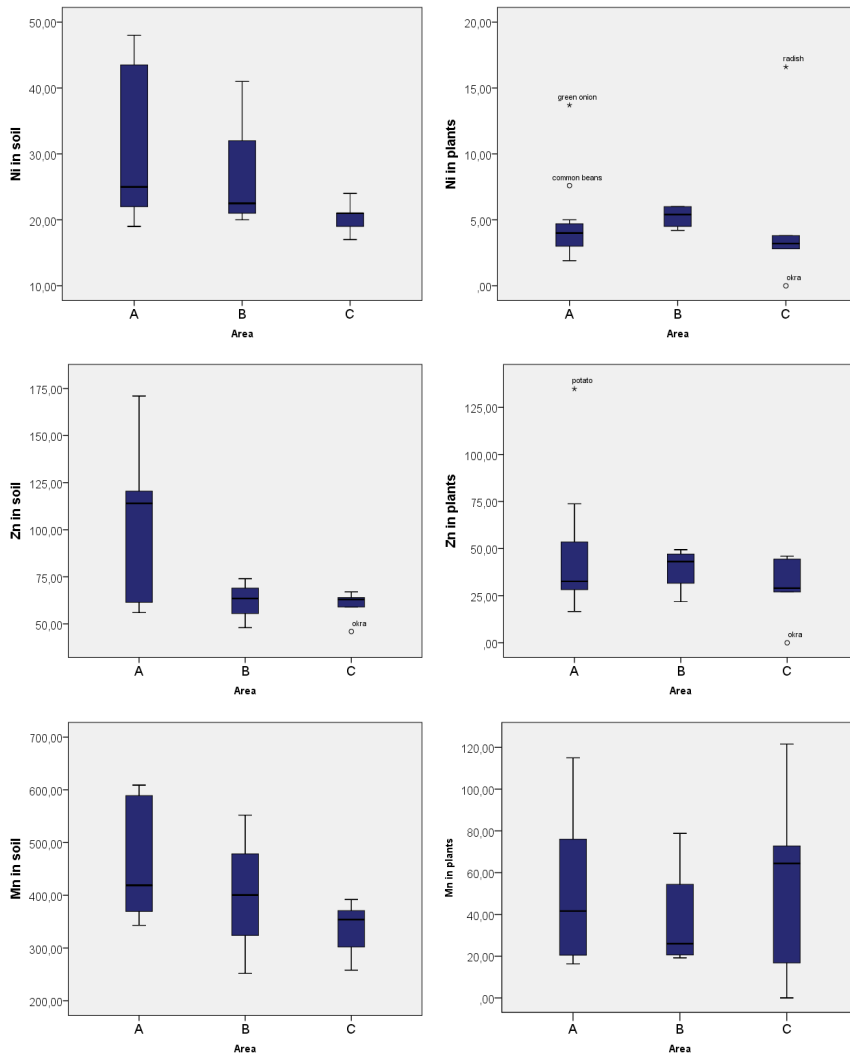 Ni in soil
50,00
40,00
30,00
20,00
10,00
A B C
Area
Ni in plants
20,00
15,00
10,00
5,00
,00
radish
green onion
common beans
okra
A B C
Area
Zn in soil
175,00
150,00
125,00
100,00
75,00
50,00
okra
A B C
Area
Zn in plants
125,00
100,00
75,00
50,00
25,00
,00
potato
okra
A B C
Area
Mn in soil
700,00
600,00
500,00
400,00
300,00
200,00
A B C
Area
Mn in plants
120,00
100,00
80,00
60,00
40,00
20,00
,00
A B C
Area